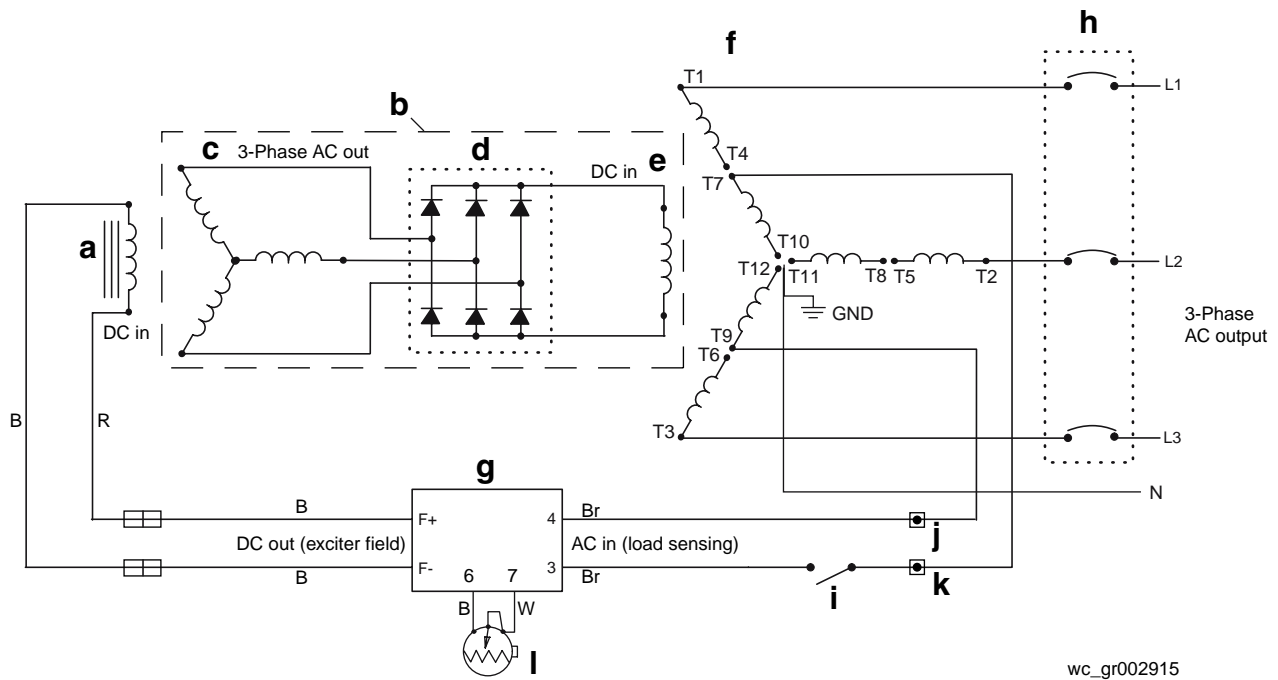 h
f
T1
L1
b
c
3-Phase AC out
d
e
DC in
T4
T7
a
T10
T12
T11
T8
T5
T2
L2
GND
3-Phase
AC output
DC in
T9
T6
B
R
T3
L3
g
N
B
F+
4
Br
DC out (exciter field)
AC in (load sensing)
j
B
F-
6
7
3
Br
i
k
B
W
l
wc_gr002915